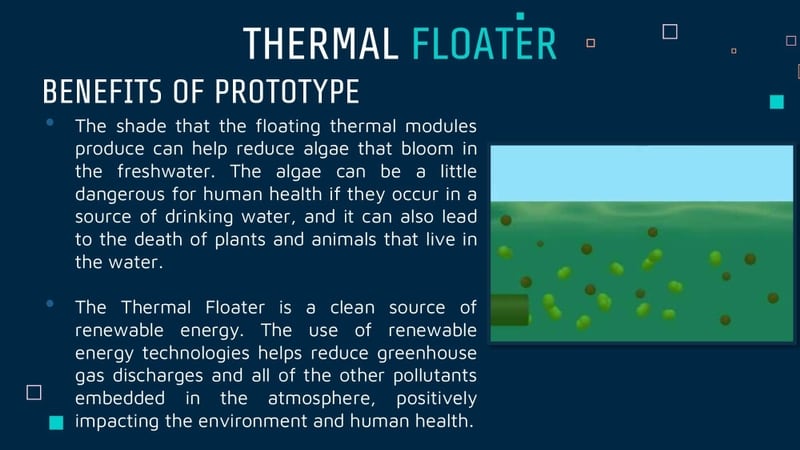 THERMAL FLOATER
BENEFITS OF PROTOTYPE
The shade that the floating thermal modules
produce can help reduce algae that bloom in
the freshwater. The algae can be a little
dangerous for human health if they occur in a
source of drinking water, and it can also lead
to the death of plants and animals that live in
the water.
The Thermal Floater is a clean source of
renewable energy. The use of renewable
energy technologies helps reduce greenhouse
gas discharges and all of the other pollutants
embedded in the atmosphere, positively
impacting the environment and human health.